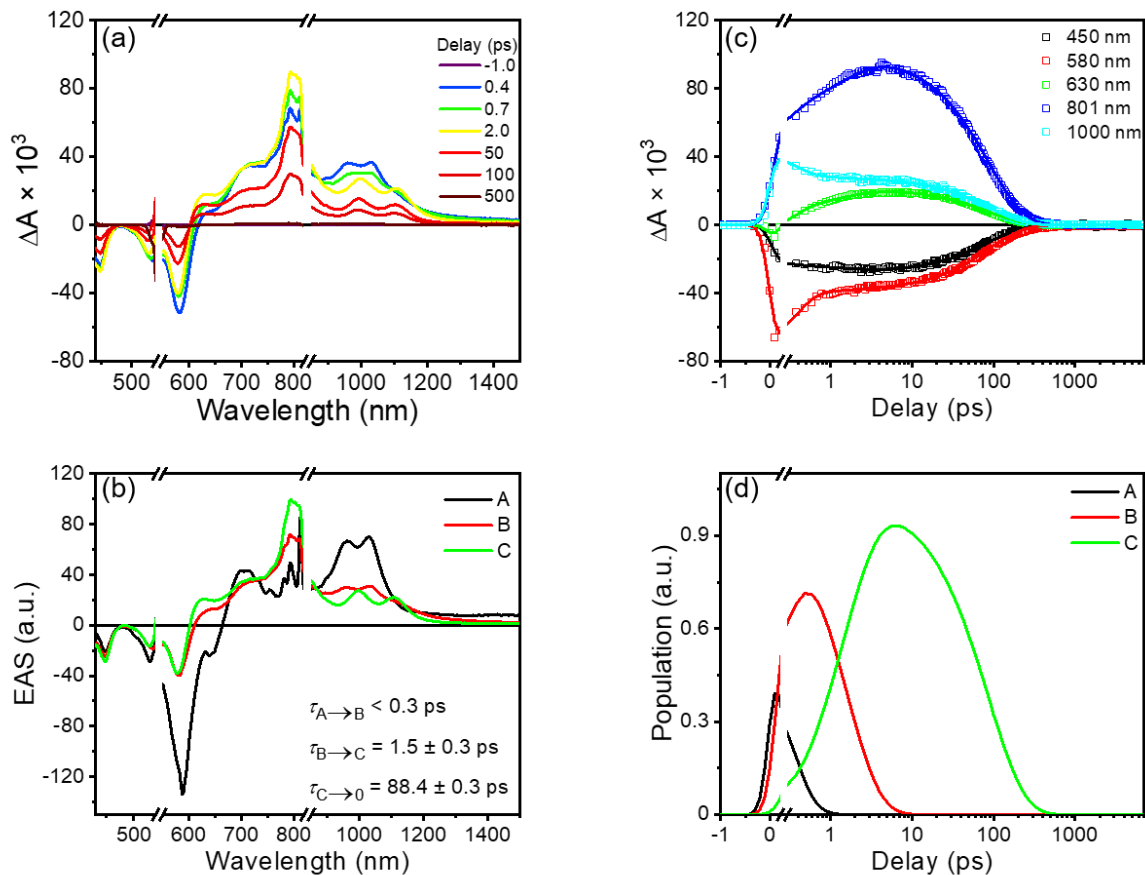 (a)
Delay (ps)
-1.0
0.4
0.7
2.0
50
100
500
120
80
40
0
-40
-80
ΔA × 10³
500
600
700
800
1000
1200
1400
Wavelength (nm)
(c)
450 nm
580 nm
630 nm
801 nm
1000 nm
120
80
40
0
-40
-80
ΔA × 10³
-1
0
1
10
100
1000
Delay (ps)
(b)
A
B
C
120
80
40
0
-40
-80
-120
EAS (a.u.)
τA→B < 0.3 ps
τB→C = 1.5 ± 0.3 ps
τC→0 = 88.4 ± 0.3 ps
500
600
700
800
1000
1200
1400
Wavelength (nm)
(d)
A
B
C
0.9
0.6
0.3
0
Population (a.u.)
-1
0
1
10
100
1000
Delay (ps)